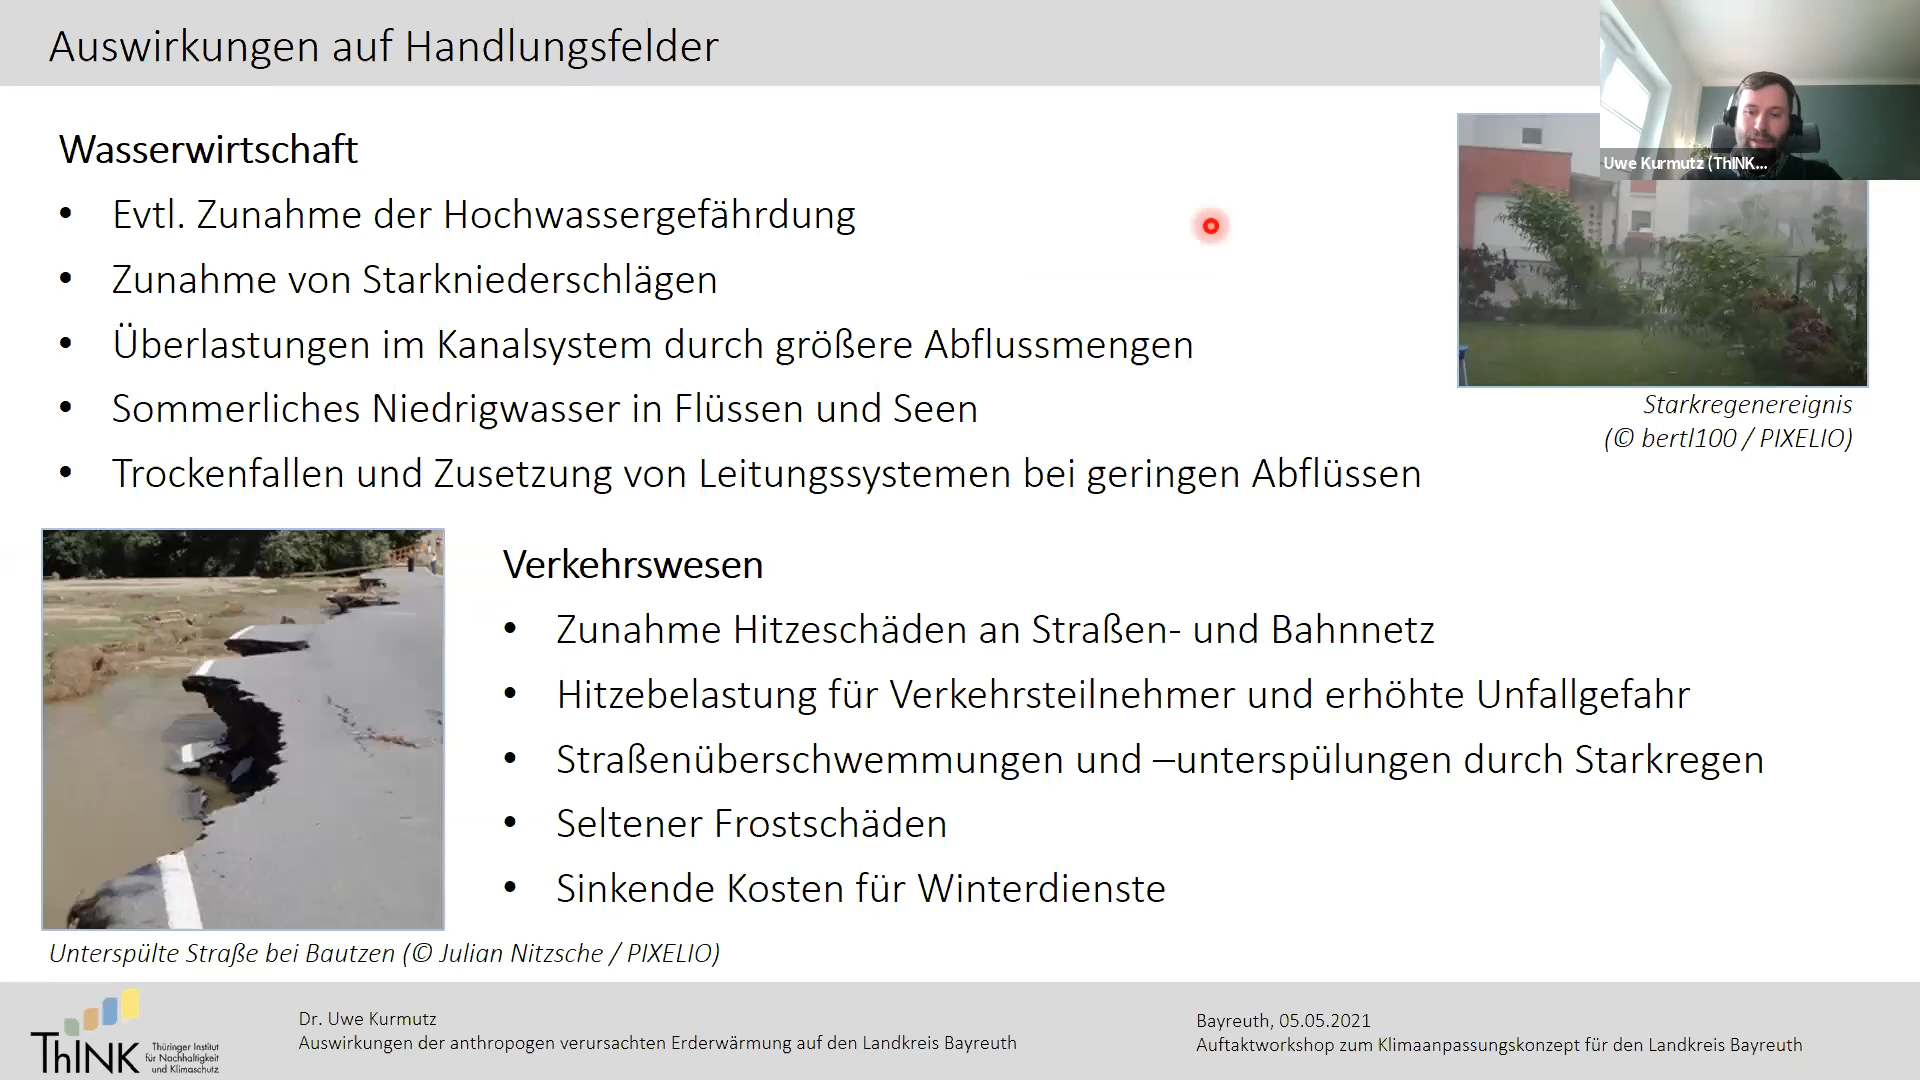 Auswirkungen auf Handlungsfelder
Uwe Kurmutz (ThINK...
Wasserwirtschaft
• Evtl. Zunahme der Hochwassergefährdung
• Zunahme von Starkniederschlägen
• Überlastungen im Kanalsystem durch größere Abflussmengen
• Sommerliches Niedrigwasser in Flüssen und Seen
• Trockenfallen und Zusetzung von Leitungssystemen bei geringen Abflüssen
Starkregenereignis
(© bertl100 / PIXELIO)
Verkehrswesen
• Zunahme Hitzeschäden an Straßen- und Bahnnetz
• Hitzebelastung für Verkehrsteilnehmer und erhöhte Unfallgefahr
• Straßenüberschwemmungen und –unterspülungen durch Starkregen
• Seltener Frostschäden
• Sinkende Kosten für Winterdienste
Unterspülte Straße bei Bautzen (© Julian Nitzsche / PIXELIO)
ThINK
Thüringer Institut
für Nachhaltigkeit
und Klimaschutz
Dr. Uwe Kurmutz
Auswirkungen der anthropogen verursachten Erderwärmung auf den Landkreis Bayreuth
Bayreuth, 05.05.2021
Auftaktworkshop zum Klimaanpassungskonzept für den Landkreis Bayreuth